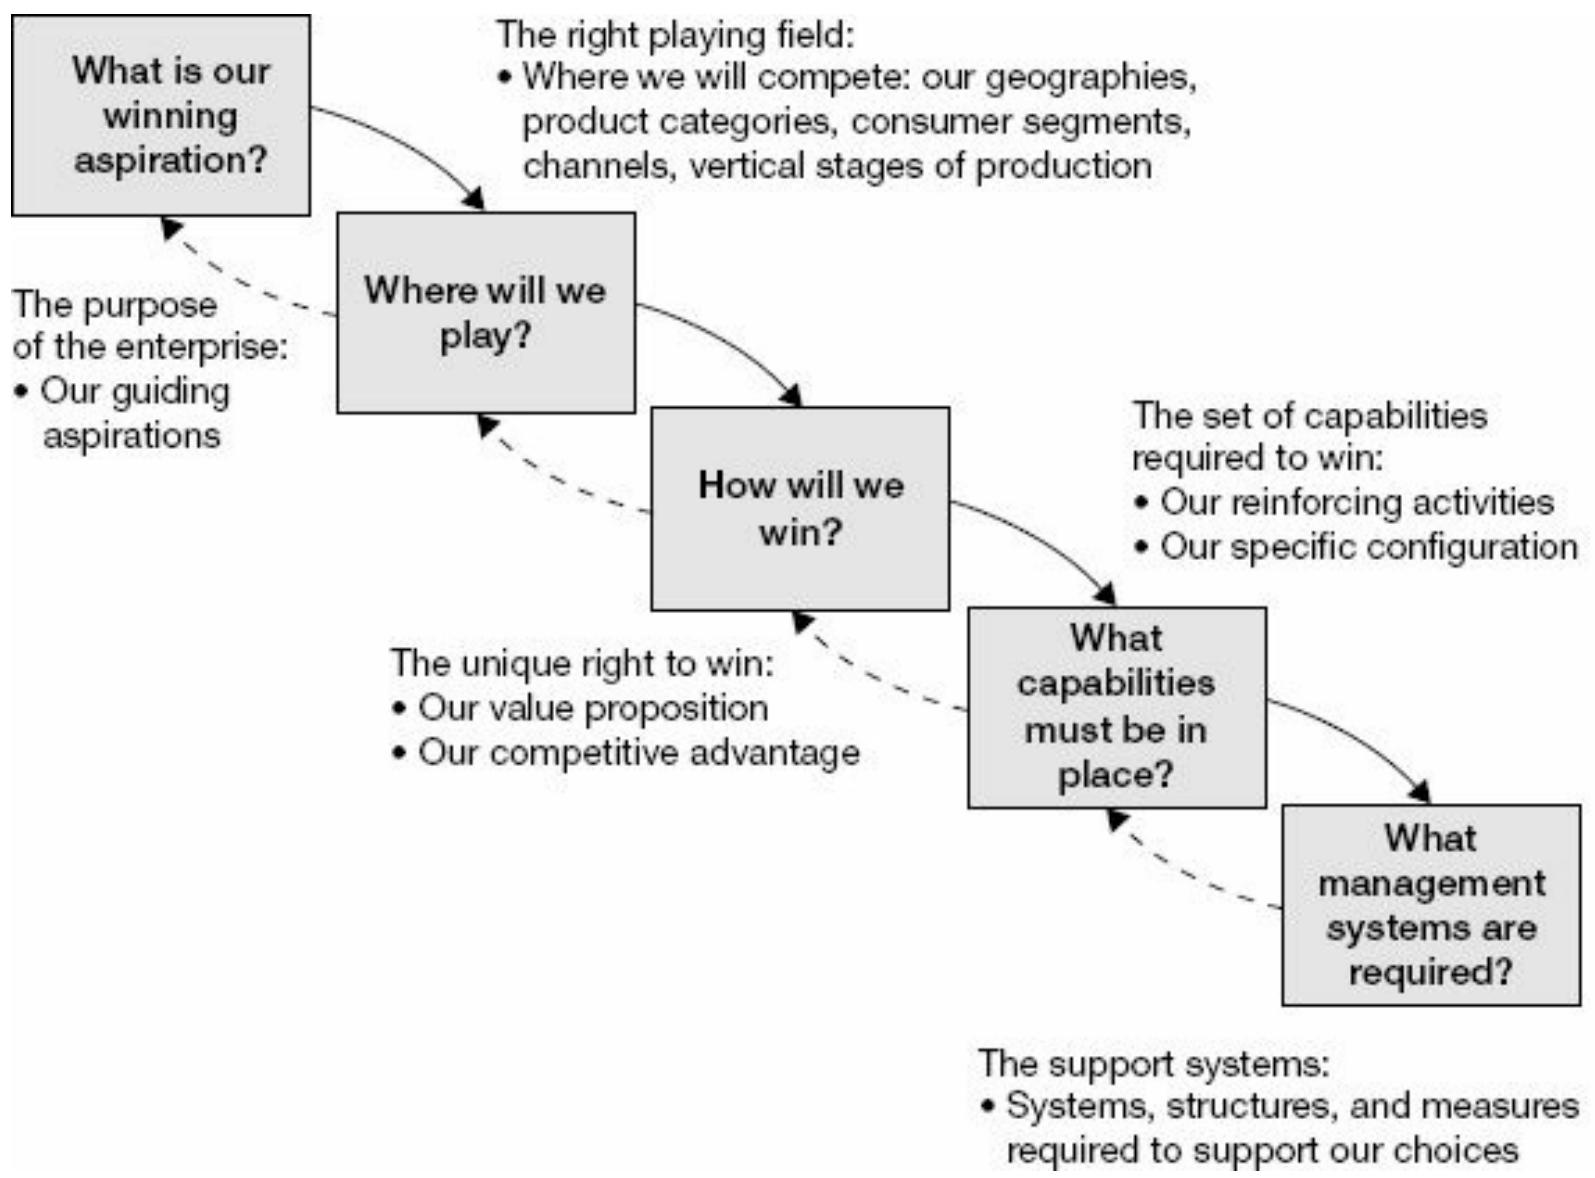 What is our
winning
aspiration?
The right playing field:
• Where we will compete: our geographies,
product categories, consumer segments,
channels, vertical stages of production
Where will we
play?
The purpose
of the enterprise:
• Our guiding
aspirations
How will we
win?
The set of capabilities
required to win:
• Our reinforcing activities
• Our specific configuration
The unique right to win:
• Our value proposition
• Our competitive advantage
What
capabilities
must be in
place?
What
management
systems are
required?
The support systems:
• Systems, structures, and measures
required to support our choices